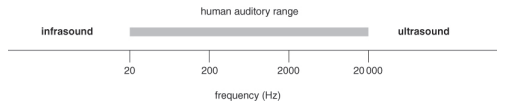 human auditory range
infrasound ultrasound
20 200 2000 20 000
frequency (Hz)